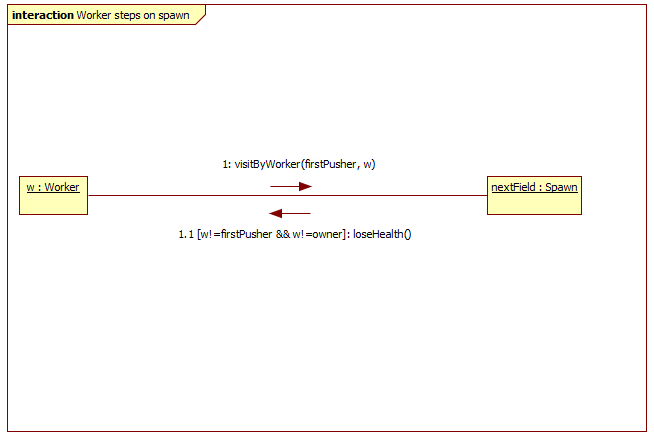 interaction Worker steps on spawn
1: visitByWorker(firstPusher, w)
w : Worker
nextField : Spawn
1.1 [w!=firstPusher && w!=owner]: loseHealth()